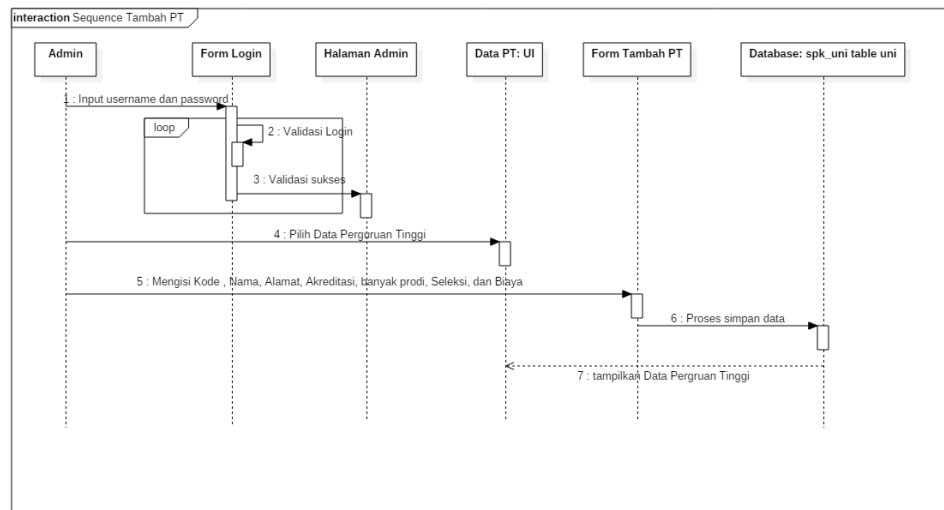 interaction Sequence Tambah PT
Admin
Form Login
Halaman Admin
Data PT: UI
Form Tambah PT
Database: spk_uni table uni
1 : Input username dan password
loop
2 : Validasi Login
3 : Validasi sukses
4 : Pilih Data Perguruan Tinggi
5 : Mengisi Kode , Nama, Alamat, Akreditasi, banyak prodi, Seleksi, dan Biaya
6 : Proses simpan data
7 : tampilkan Data Pergruan Tinggi